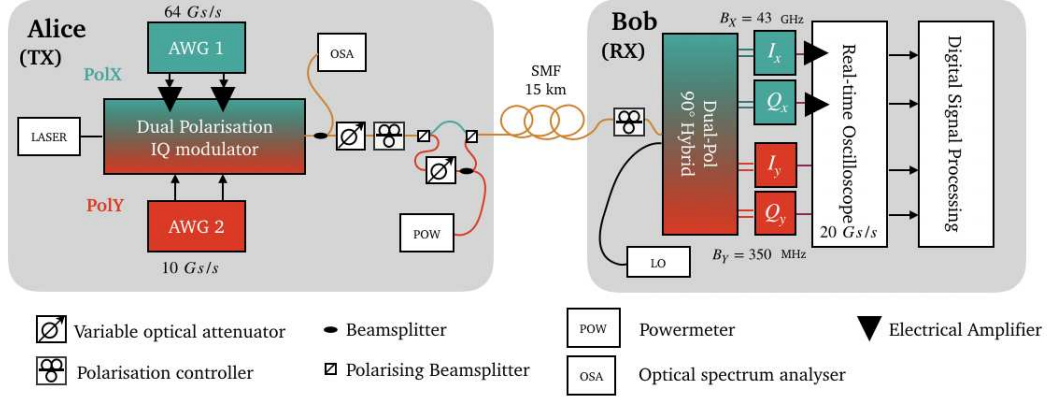 Alice
(TX)
64 Gs/s
AWG 1
PolX
OSA
LASER
Dual Polarisation
IQ modulator
PolY
AWG 2
10 Gs/s
POW
SMF
15 km
Bob
(RX)
B_X = 43 GHz
Dual-Pol
90° Hybrid
I_x
Q_x
I_y
Q_y
Real-time Oscilloscope
20 Gs/s
Digital Signal Processing
LO
B_Y = 350 MHz
Variable optical attenuator
Beamsplitter
POW
Powermeter
Electrical Amplifier
Polarisation controller
Polarising Beamsplitter
OSA
Optical spectrum analyser